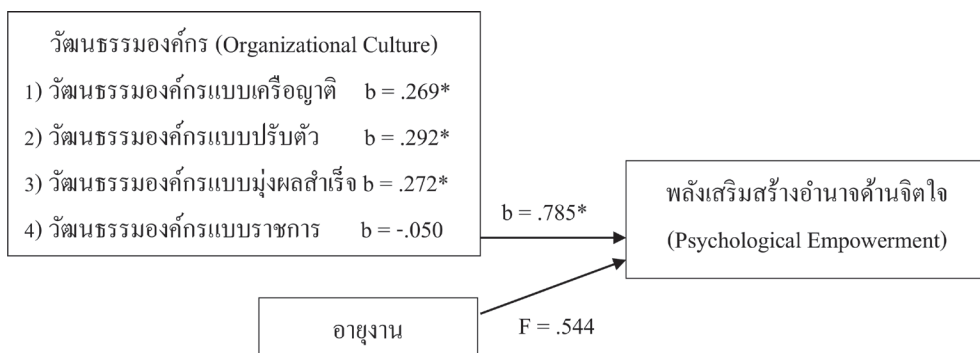 วัฒนธรรมองค์กร (Organizational Culture)
1) วัฒนธรรมองค์กรแบบเครือญาติ b = .269*
2) วัฒนธรรมองค์กรแบบปรับตัว b = .292*
3) วัฒนธรรมองค์กรแบบมุ่งผลสำเร็จ b = .272*
4) วัฒนธรรมองค์กรแบบราชการ b = -.050
b = .785*
พลังเสริมสร้างอำนาจด้านจิตใจ
(Psychological Empowerment)
อายุงาน
F = .544